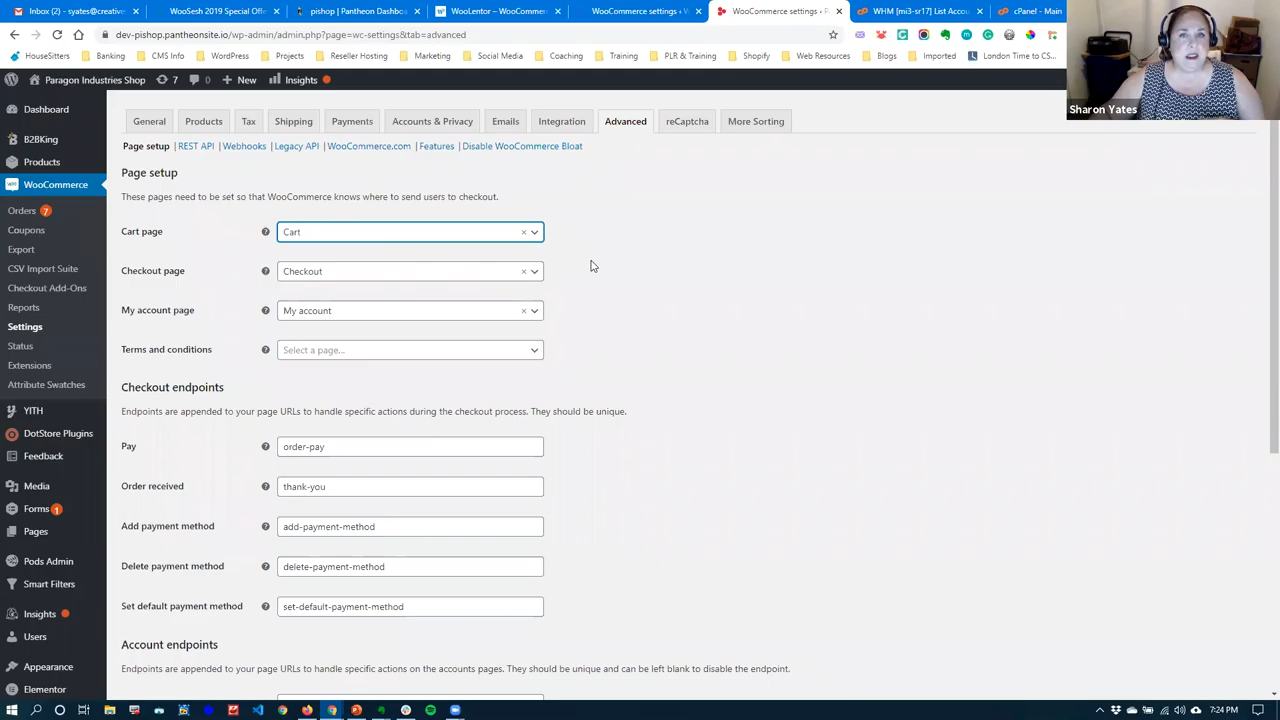 Inbox (2) - syates@creative
WooSesh 2019 Special Off
pishop | Pantheon Dashboa
WooLentor – WooComm
WooCommerce settings ‹ W
WooCommerce settings ‹ P
WHM [mi3-sr17] List Accou
cPanel - Main
dev-pishop.pantheonsite.io/wp-admin/admin.php?page=wc-settings&tab=advanced
HouseSitters
Banking
CMS Info
WordPress
Projects
Reseller Hosting
Marketing
Social Media
Coaching
Training
PLR & Training
Shopify
Web Resources
Blogs
Imported
London Time to CS...
Paragon Industries Shop
7
0
+ New
Insights
Sharon Yates
General
Products
Tax
Shipping
Payments
Accounts & Privacy
Emails
Integration
Advanced
reCaptcha
More Sorting
Page setup | REST API | Webhooks | Legacy API | WooCommerce.com | Features | Disable WooCommerce Bloat
Page setup
These pages need to be set so that WooCommerce knows where to send users to checkout.
Cart page
Cart
Checkout page
Checkout
My account page
My account
Terms and conditions
Select a page...
Checkout endpoints
Endpoints are appended to your page URLs to handle specific actions during the checkout process. They should be unique.
Pay
order-pay
Order received
thank-you
Add payment method
add-payment-method
Delete payment method
delete-payment-method
Set default payment method
set-default-payment-method
Account endpoints
Endpoints are appended to your page URLs to handle specific actions on the accounts pages. They should be unique and can be left blank to disable the endpoint.
Dashboard
B2BKing
Products
WooCommerce
Orders 7
Coupons
Export
CSV Import Suite
Checkout Add-Ons
Reports
Settings
Status
Extensions
Attribute Swatches
YITH
DotStore Plugins
Feedback
Media
Forms 1
Pages
Pods Admin
Smart Filters
Insights
Users
Appearance
Elementor
7:24 PM